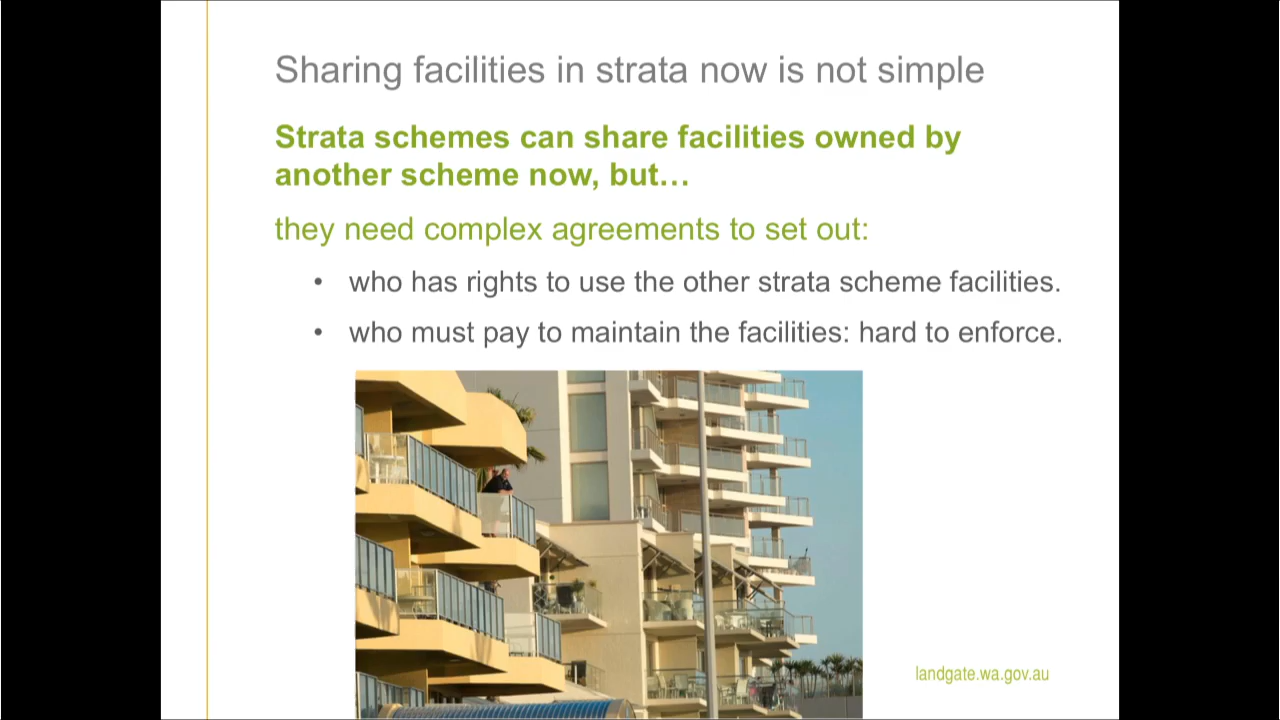 Sharing facilities in strata now is not simple
Strata schemes can share facilities owned by
another scheme now, but…
they need complex agreements to set out:
• who has rights to use the other strata scheme facilities.
• who must pay to maintain the facilities: hard to enforce.
landgate.wa.gov.au